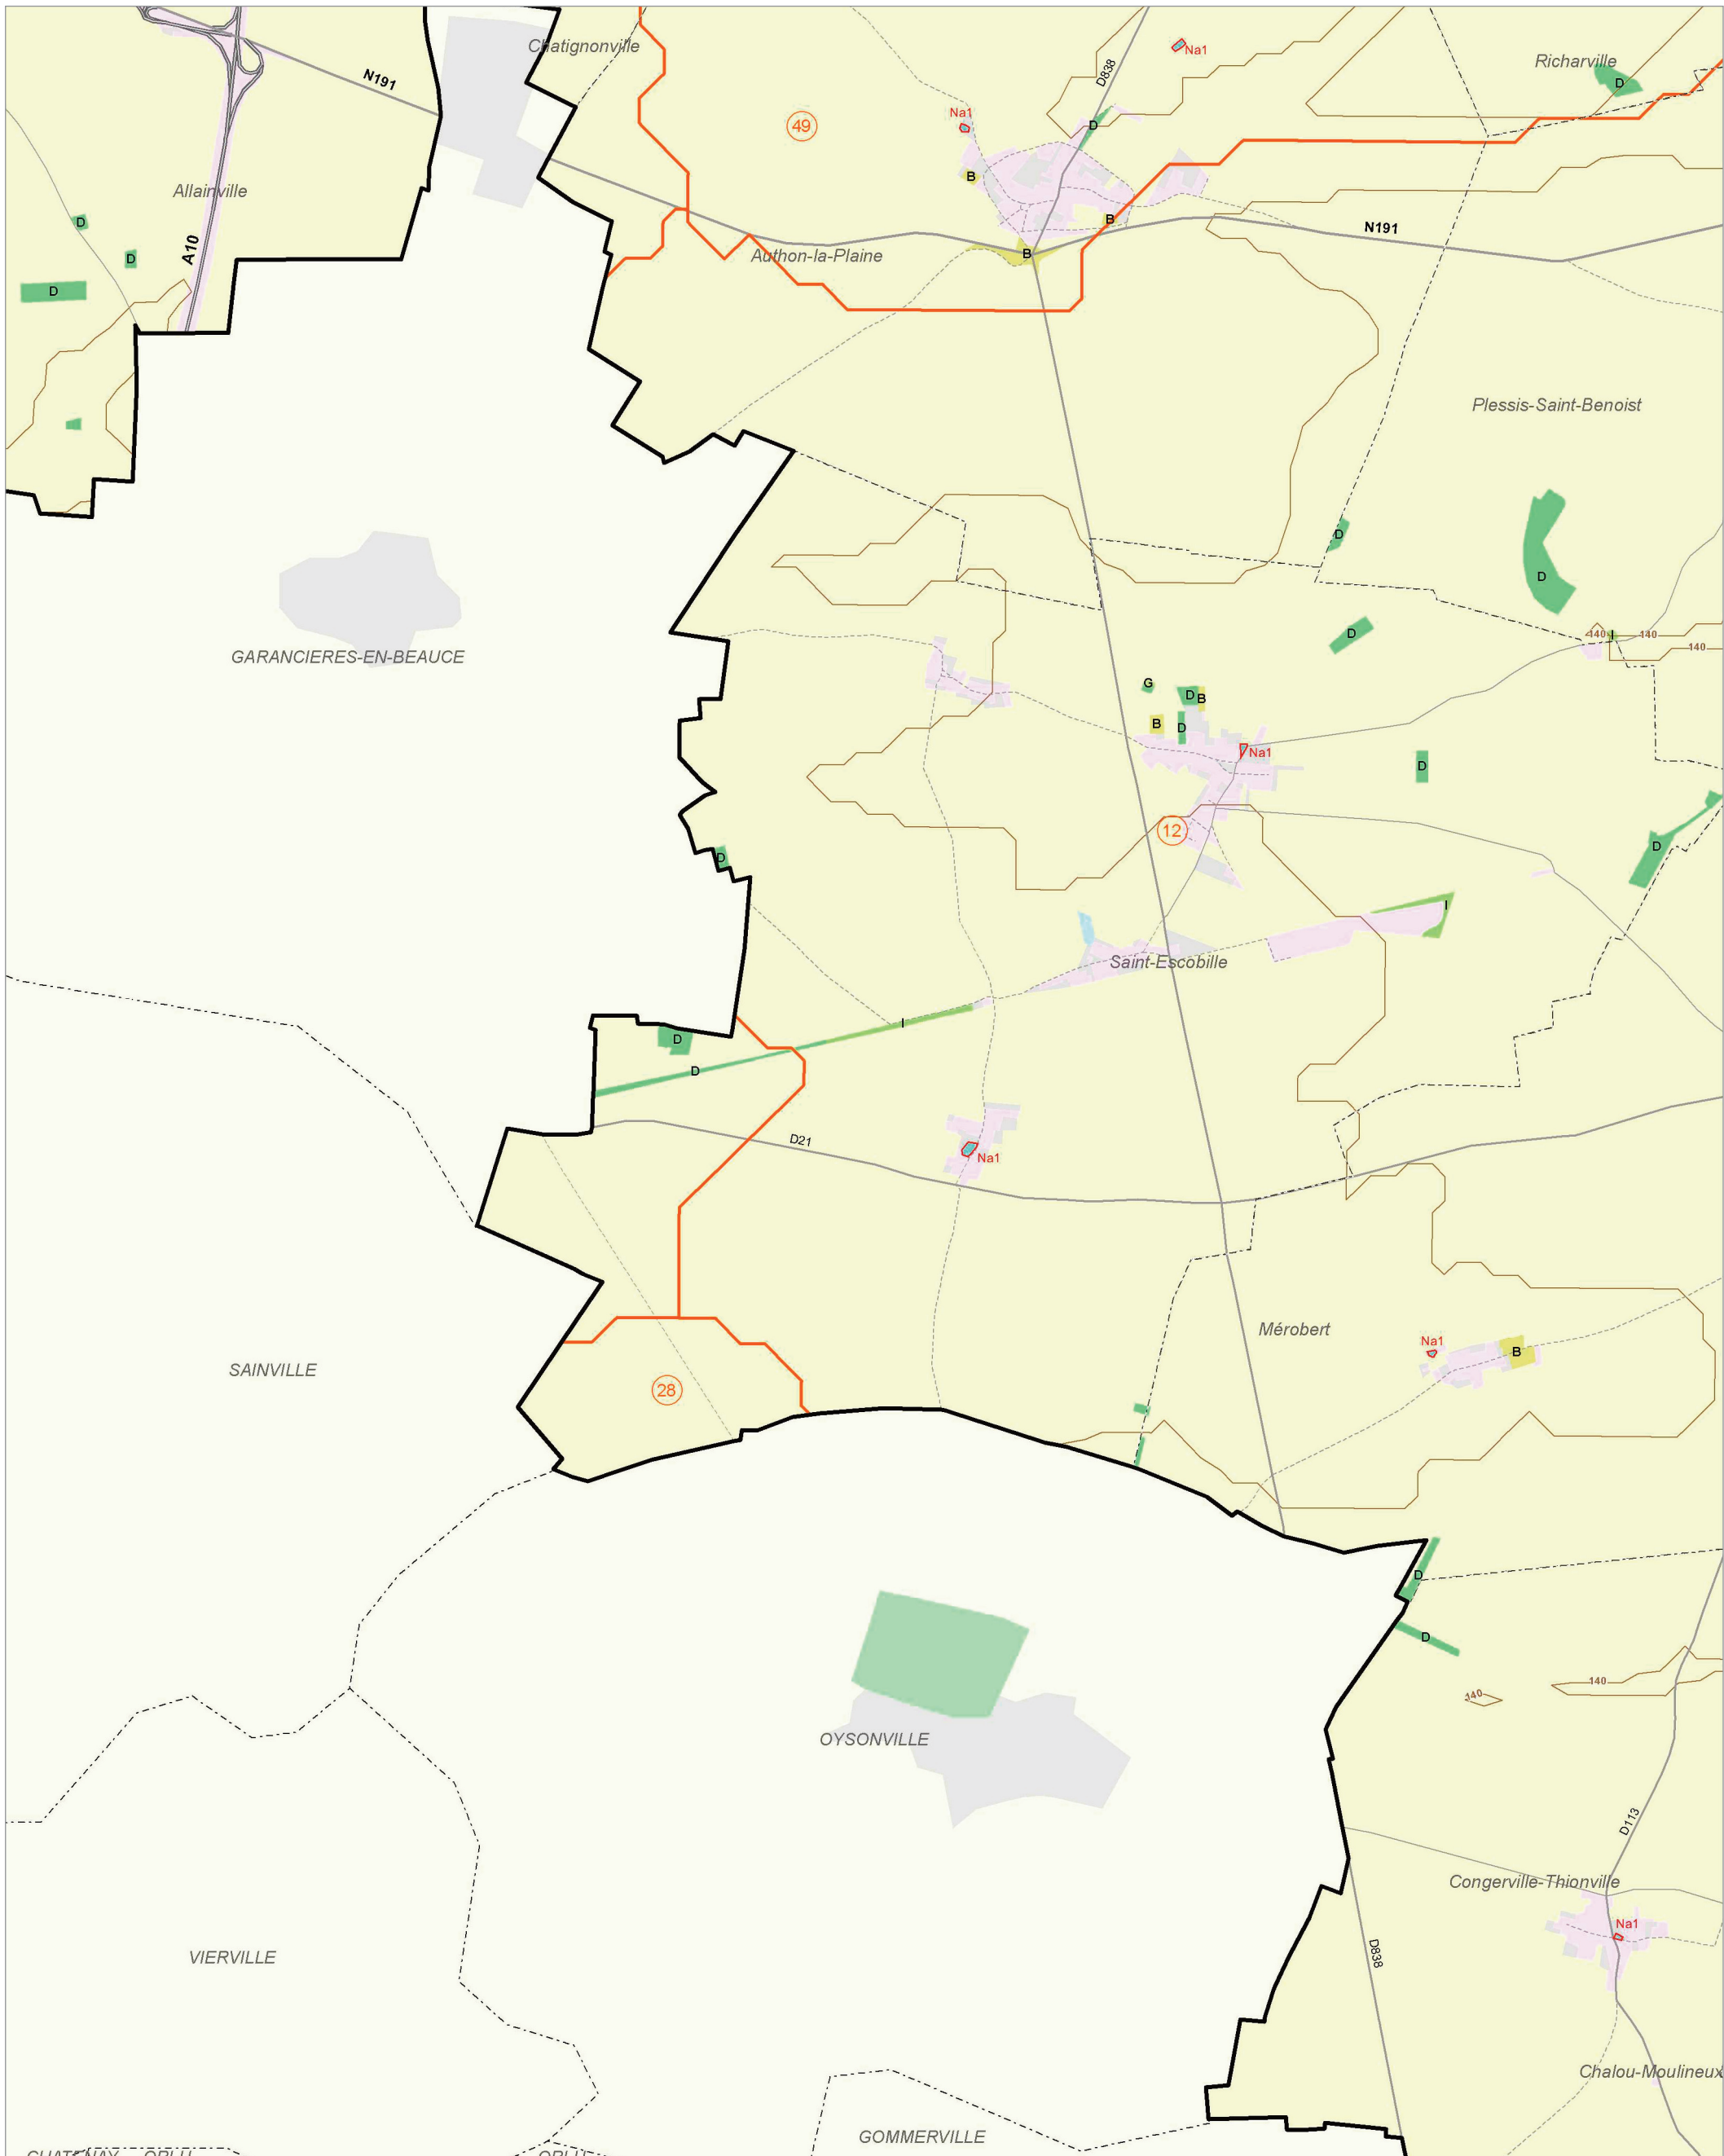 Chatignonville
Na1
Richarville
D
N191
D838
49
Na1
D
Allainville
B
D
B
N191
A10
D
B
Authon-la-Plaine
D
Plessis-Saint-Benoist
D
D
D
140
I
140
140
GARANCIERES-EN-BEAUCE
G
D
B
B
D
Na1
D
12
D
D
I
Saint-Escobille
I
D
D
D21
Na1
Mérobert
Na1
B
SAINVILLE
28
D
D
140
140
OYSONVILLE
D113
Congerville-Thionville
Na1
D838
VIERVILLE
Chalou-Moulineux
GOMMERVILLE